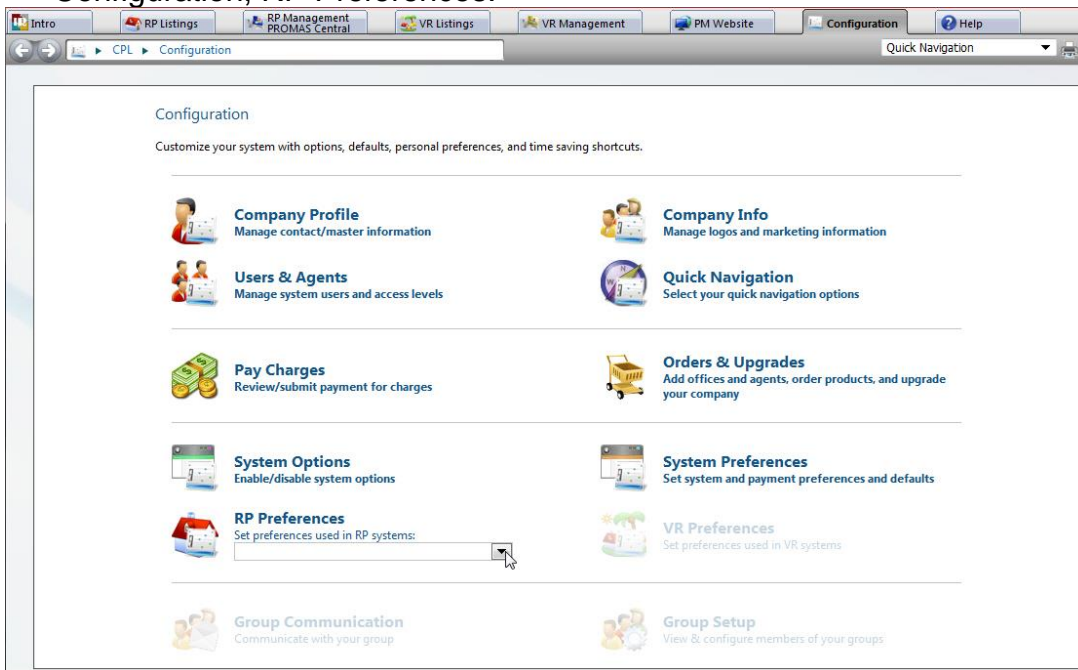 Configuration, RP Preferences.
Intro
RP Listings
RP Management
PROMAS Central
VR Listings
VR Management
PM Website
Configuration
Help
CPL
Configuration
Quick Navigation
Configuration
Customize your system with options, defaults, personal preferences, and time saving shortcuts.
Company Profile
Manage contact/master information
Company Info
Manage logos and marketing information
Users & Agents
Manage system users and access levels
Quick Navigation
Select your quick navigation options
Pay Charges
Review/submit payment for charges
Orders & Upgrades
Add offices and agents, order products, and upgrade
your company
System Options
Enable/disable system options
System Preferences
Set system and payment preferences and defaults
RP Preferences
Set preferences used in RP systems:
VR Preferences
Set preferences used in VR systems
Group Communication
Communicate with your group
Group Setup
View & configure members of your groups